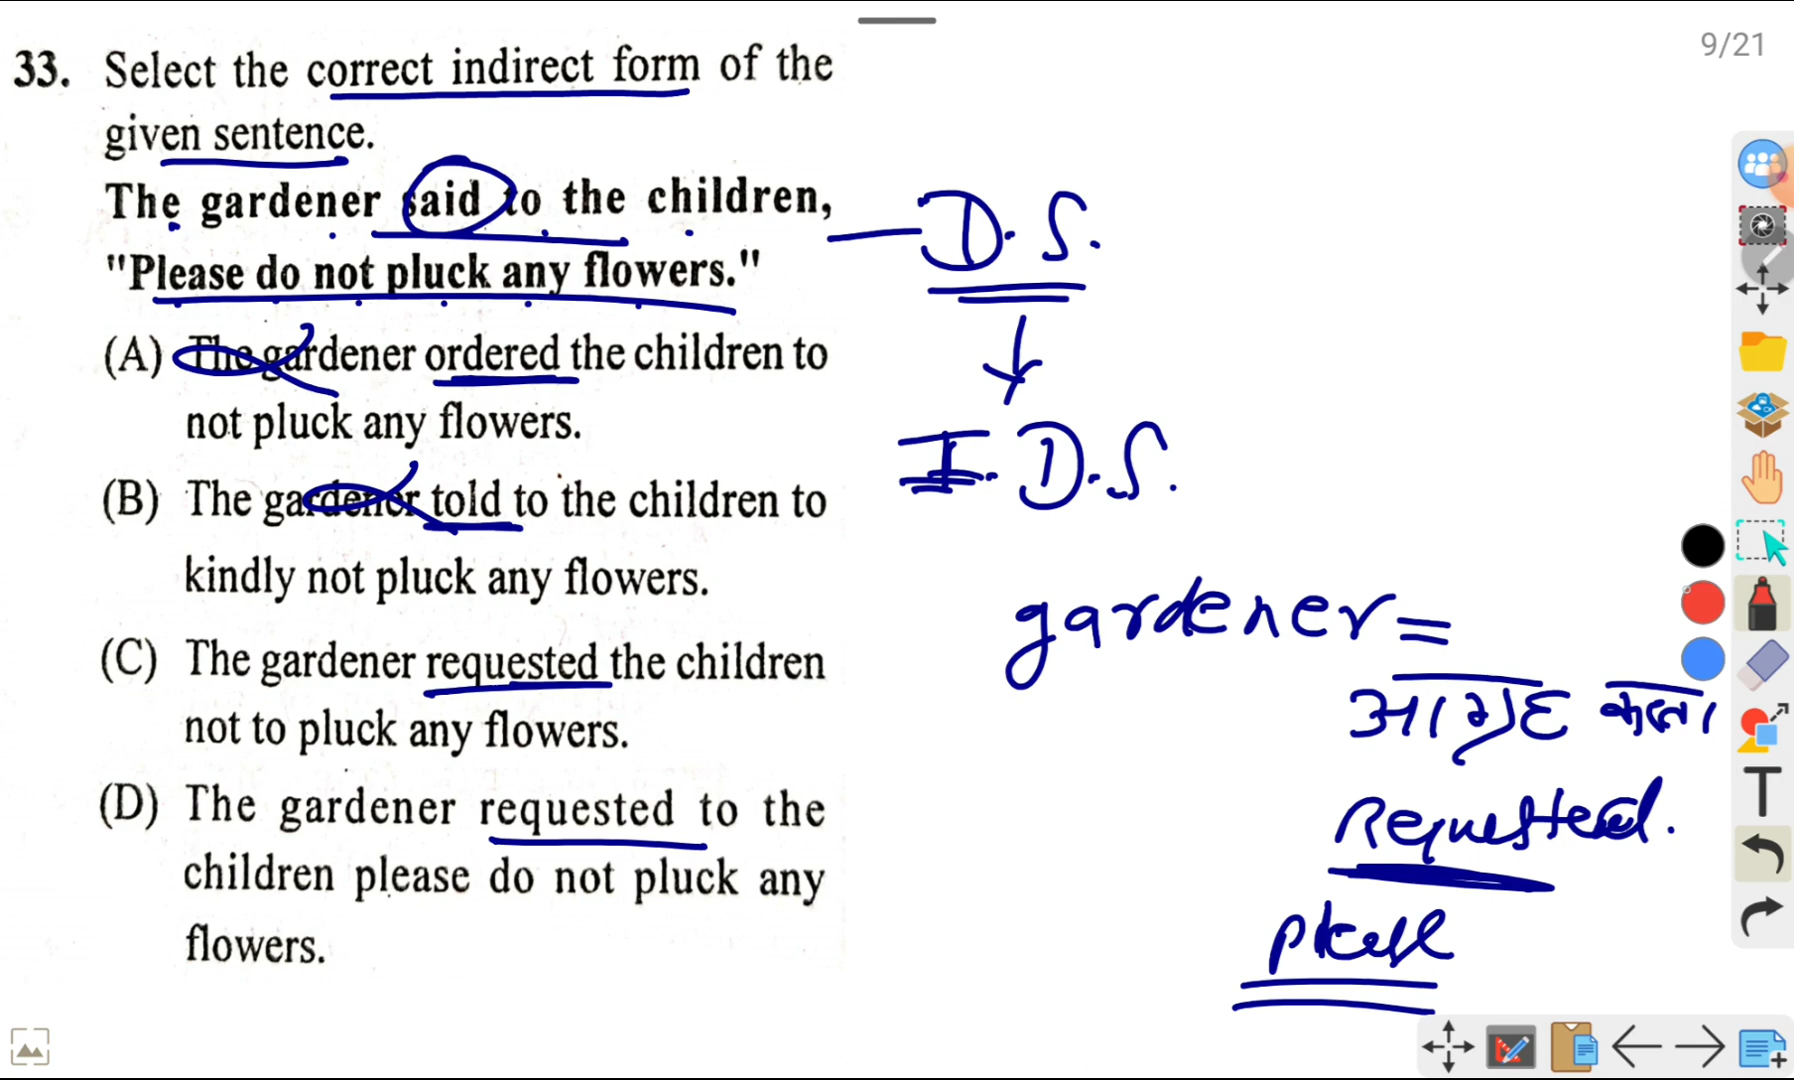 9/21
33. Select the correct indirect form of the
given sentence.
The gardener said to the children,
"Please do not pluck any flowers."
(A) The gardener ordered the children to
not pluck any flowers.
(B) The gardener told to the children to
kindly not pluck any flowers.
(C) The gardener requested the children
not to pluck any flowers.
(D) The gardener requested to the
children please do not pluck any
flowers.
D. S.
I. D. S.
gardener =
आग्रह करना
Requested.
T